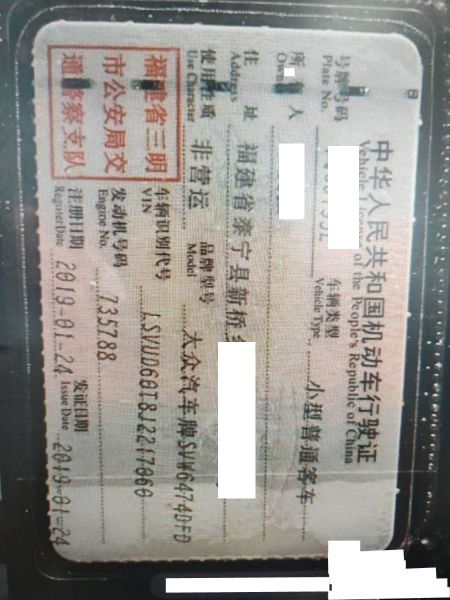 中华人民共和国机动车行驶证
of the People's Republic of China
号牌号码 车辆类型 小型普通客车
Plate No. Vehicle Type
人
住 址 福建省泰宁县新桥
Address
使用性质 非营运 品牌型号 大众汽车牌SVW6474DFD
Use Character Model
福建省三明
市公安局交
通警察支队
车辆识别代号 LSVUD60T8J2217060
VIN
发动机号码 735788
Engine No.
注册日期 2019-01-24 发证日期 2019-01-24
Register Date Issue Date